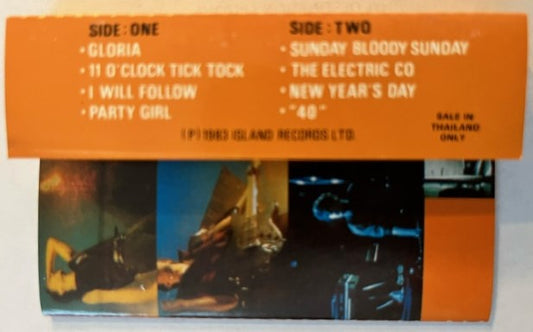 SIDE:ONE
• GLORIA
• 11 O'CLOCK TICK TOCK
• I WILL FOLLOW
• PARTY GIRL
SIDE:TWO
• SUNDAY BLOODY SUNDAY
• THE ELECTRIC CO
• NEW YEAR'S DAY
• "40"
(P) 1983 ISLAND RECORDS LTD.
SALE IN
THAILAND
ONLY